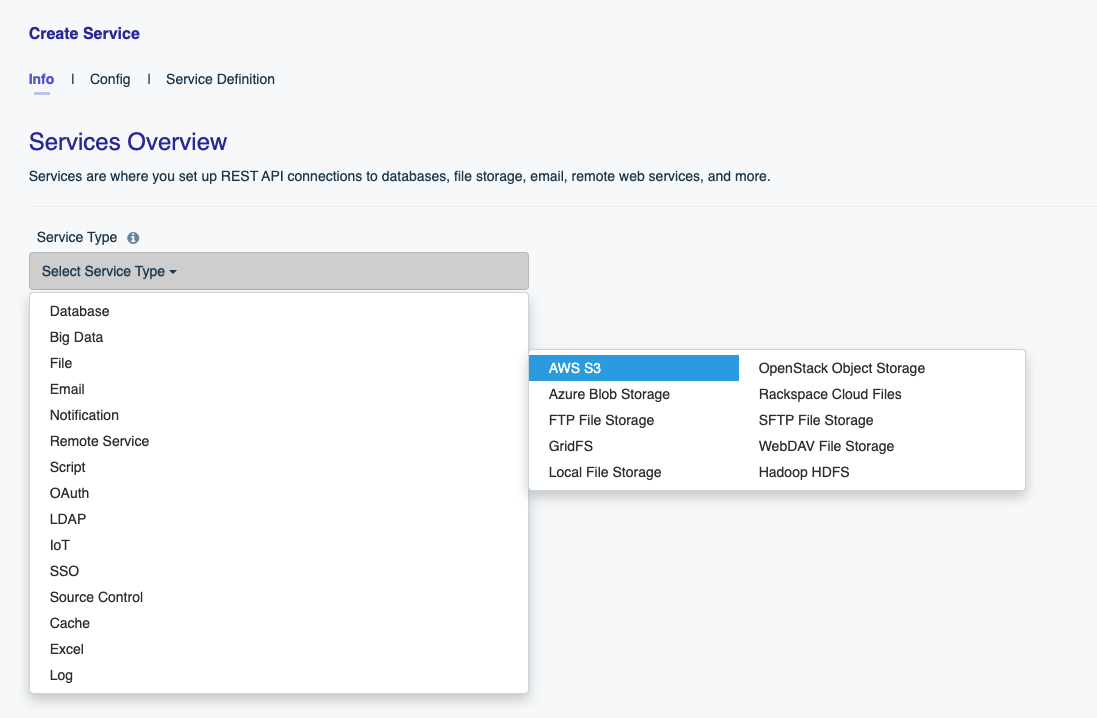 Create Service
Info | Config | Service Definition
Services Overview
Services are where you set up REST API connections to databases, file storage, email, remote web services, and more.
Service Type
Select Service Type
Database
Big Data
File
Email
Notification
Remote Service
Script
OAuth
LDAP
IoT
SSO
Source Control
Cache
Excel
Log
AWS S3
Azure Blob Storage
FTP File Storage
GridFS
Local File Storage
OpenStack Object Storage
Rackspace Cloud Files
SFTP File Storage
WebDAV File Storage
Hadoop HDFS